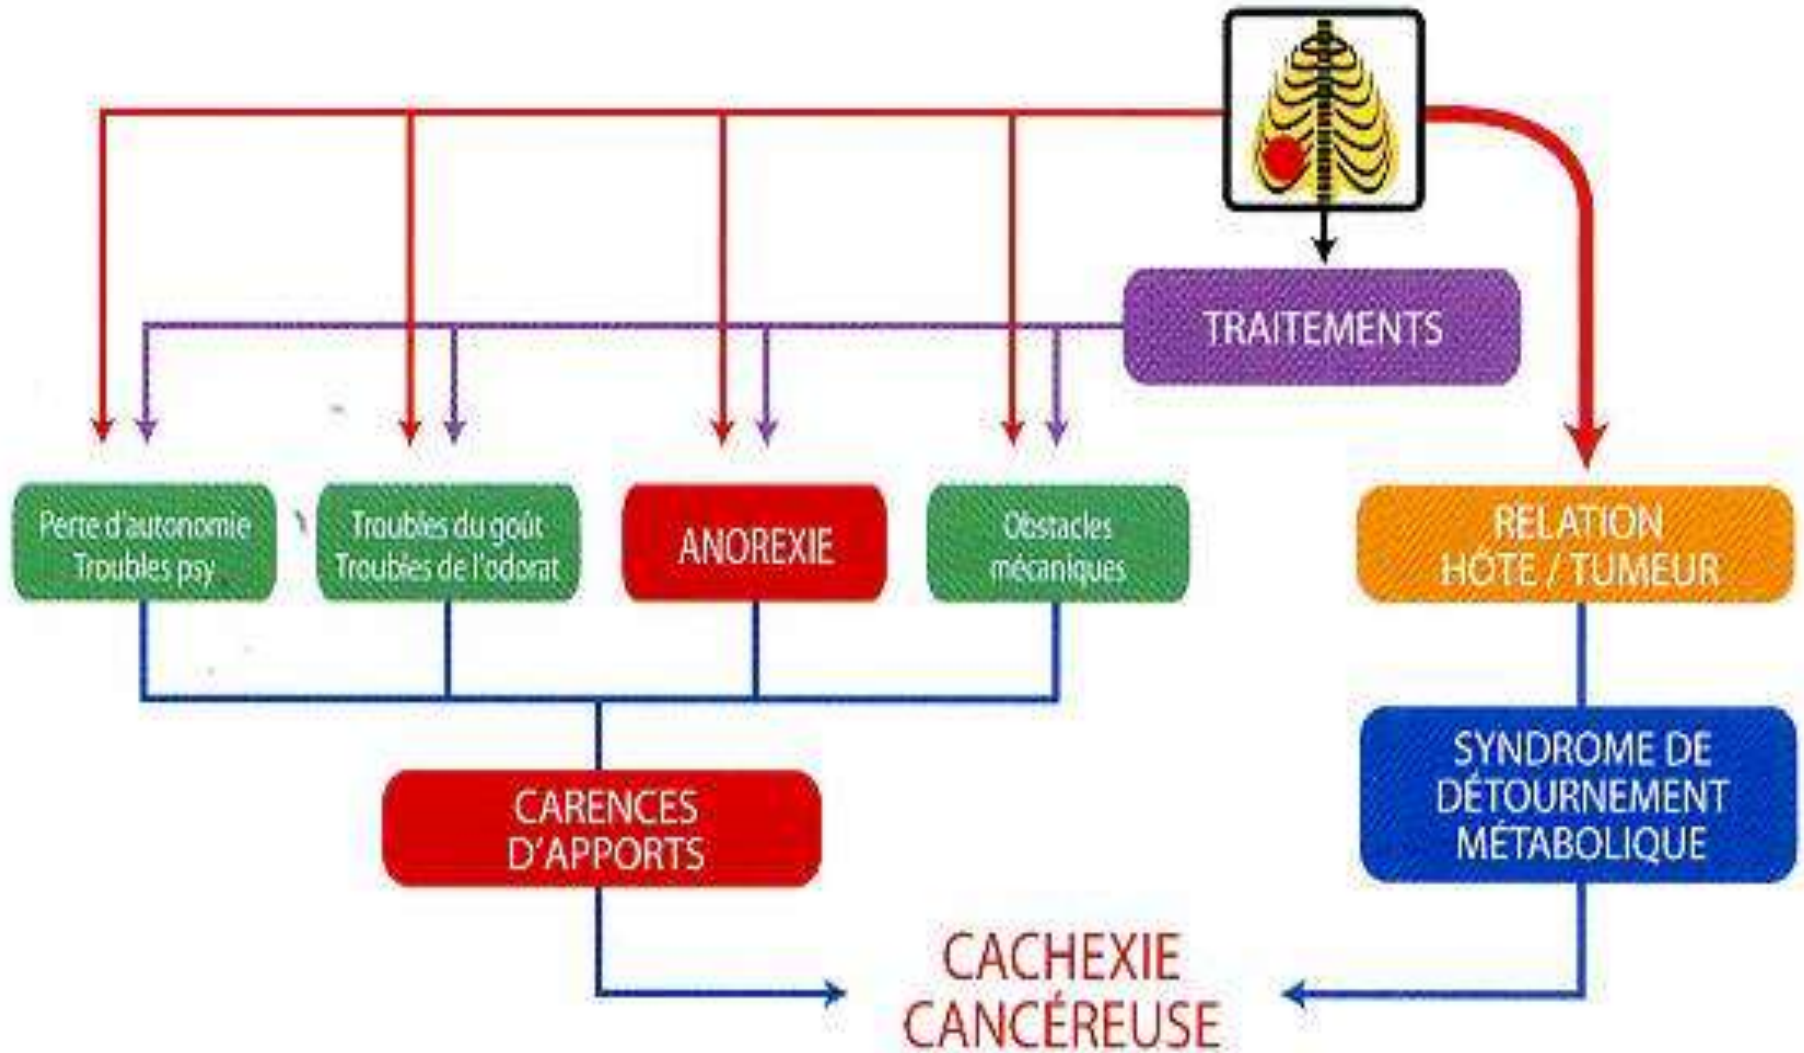 TRAITEMENTS
Perte d'autonomie
Troubles psy
Troubles du goût
Troubles de l'odorat
ANOREXIE
Obstacles
mécaniques
RELATION
HÔTE / TUMEUR
CARENCES
D'APPORTS
SYNDROME DE
DÉTOURNEMENT
MÉTABOLIQUE
CACHEXIE
CANCÉREUSE